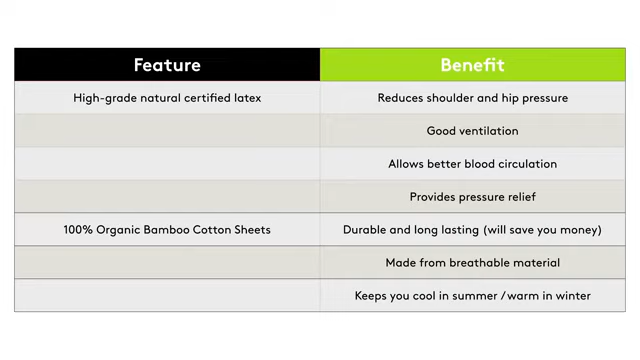 Feature Benefit
High-grade natural certified latex Reduces shoulder and hip pressure
Good ventilation
Allows better blood circulation
Provides pressure relief
100% Organic Bamboo Cotton Sheets Durable and long lasting (will save you money)
Made from breathable material
Keeps you cool in summer / warm in winter